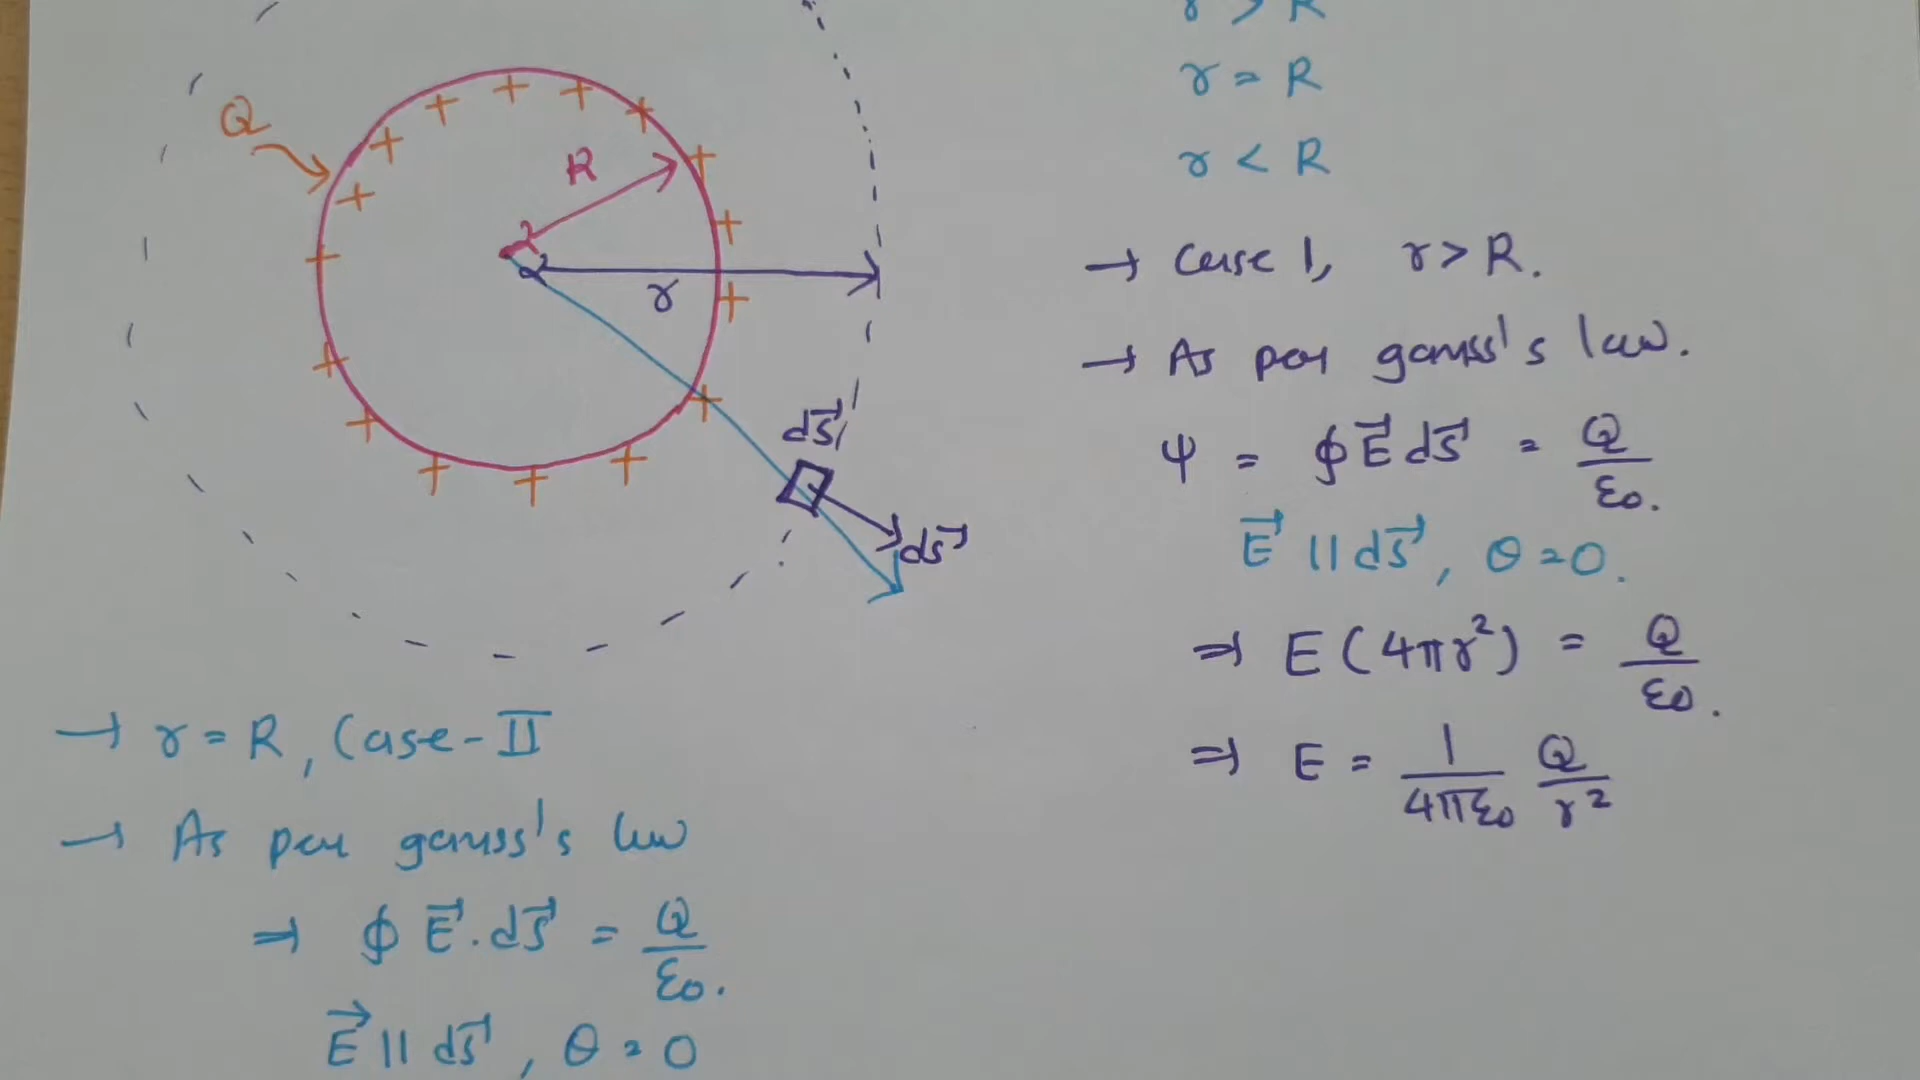 r > R
r = R
r < R
Q
R
r
ds⃗
ds⃗
→ Case 1, r > R.
→ As per gauss's law.
ψ = ∮ E⃗ ds⃗ = Q/ε₀.
E⃗ || ds⃗, θ = 0.
⇒ E (4πr²) = Q/ε₀.
⇒ E = 1/4πε₀ Q/r²
→ r = R, Case-II
→ As per gauss's law
⇒ ∮ E⃗ . ds⃗ = Q/ε₀.
E⃗ || ds⃗, θ = 0